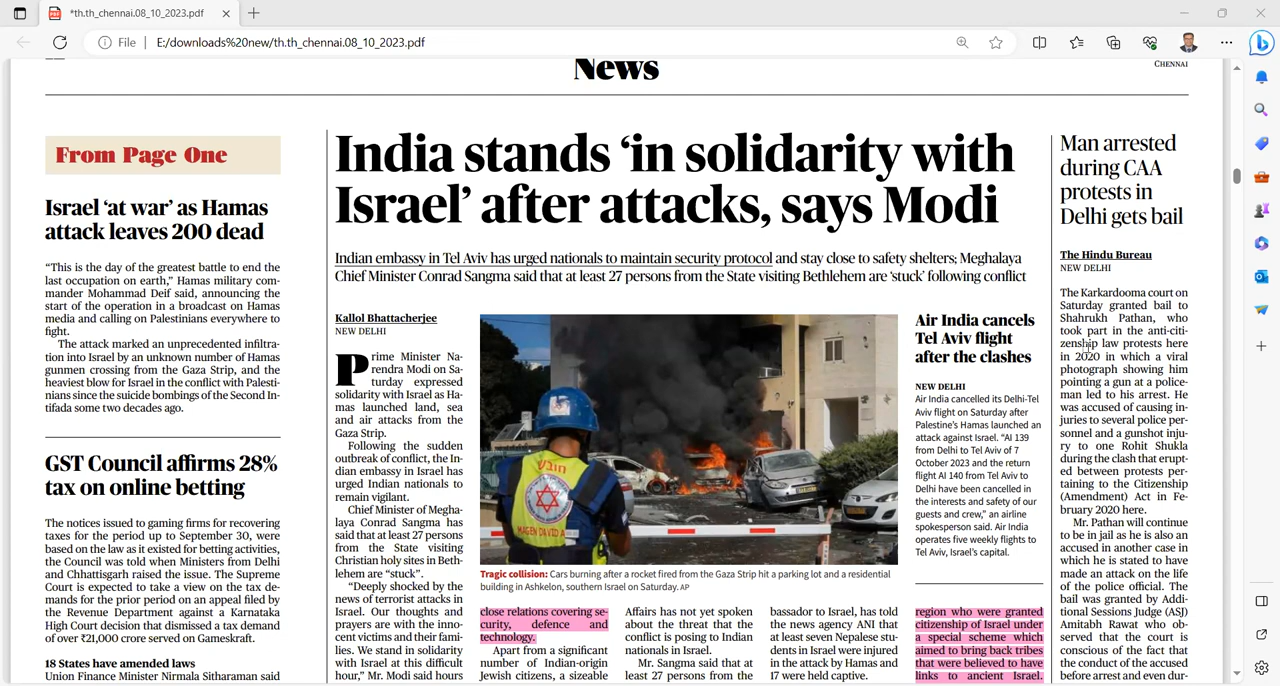 *th.th_chennai.08_10_2023.pdf
File
E:/downloads%20new/th.th_chennai.08_10_2023.pdf
News
CHENNAI
From Page One
Israel ‘at war’ as Hamas
attack leaves 200 dead
“This is the day of the greatest battle to end the
last occupation on earth,” Hamas military com-
mander Mohammad Deif said, announcing the
start of the operation in a broadcast on Hamas
media and calling on Palestinians everywhere to
fight.
The attack marked an unprecedented infiltra-
tion into Israel by an unknown number of Hamas
gunmen crossing from the Gaza Strip, and the
heaviest blow for Israel in the conflict with Palesti-
nians since the suicide bombings of the Second In-
tifada some two decades ago.
GST Council affirms 28%
tax on online betting
The notices issued to gaming firms for recovering
taxes for the period up to September 30, were
based on the law as it existed for betting activities,
the Council was told when Ministers from Delhi
and Chhattisgarh raised the issue. The Supreme
Court is expected to take a view on the tax de-
mands for the prior period on an appeal filed by
the Revenue Department against a Karnataka
High Court decision that dismissed a tax demand
of over ₹21,000 crore served on Gameskraft.
18 States have amended laws
Union Finance Minister Nirmala Sitharaman said
India stands ‘in solidarity with
Israel’ after attacks, says Modi
Indian embassy in Tel Aviv has urged nationals to maintain security protocol and stay close to safety shelters; Meghalaya
Chief Minister Conrad Sangma said that at least 27 persons from the State visiting Bethlehem are ‘stuck’ following conflict
Kallol Bhattacherjee
NEW DELHI
Prime Minister Na-
rendra Modi on Sa-
turday expressed
solidarity with Israel as Ha-
mas launched land, sea
and air attacks from the
Gaza Strip.
Following the sudden
outbreak of conflict, the In-
dian embassy in Israel has
urged Indian nationals to
remain vigilant.
Chief Minister of Megha-
laya Conrad Sangma has
said that at least 27 persons
from the State visiting
Christian holy sites in Beth-
lehem are “stuck”.
“Deeply shocked by the
news of terrorist attacks in
Israel. Our thoughts and
prayers are with the inno-
cent victims and their fami-
lies. We stand in solidarity
with Israel at this difficult
hour,” Mr. Modi said hours
חובש
MAGEN DAVID A
Tragic collision: Cars burning after a rocket fired from the Gaza Strip hit a parking lot and a residential
building in Ashkelon, southern Israel on Saturday. AP
close relations covering se-
curity, defence and
technology.
Apart from a significant
number of Indian-origin
Jewish citizens, a sizeable
Affairs has not yet spoken
about the threat that the
conflict is posing to Indian
nationals in Israel.
Mr. Sangma said that at
least 27 persons from the
bassador to Israel, has told
the news agency ANI that
at least seven Nepalese stu-
dents in Israel were injured
in the attack by Hamas and
17 were held captive.
Air India cancels
Tel Aviv flight
after the clashes
NEW DELHI
Air India cancelled its Delhi-Tel
Aviv flight on Saturday after
Palestine’s Hamas launched an
attack against Israel. “AI 139
from Delhi to Tel Aviv of 7
October 2023 and the return
flight AI 140 from Tel Aviv to
Delhi have been cancelled in
the interests and safety of our
guests and crew,” an airline
spokesperson said. Air India
operates five weekly flights to
Tel Aviv, Israel’s capital.
region who were granted
citizenship of Israel under
a special scheme which
aimed to bring back tribes
that were believed to have
links to ancient Israel.
Man arrested
during CAA
protests in
Delhi gets bail
The Hindu Bureau
NEW DELHI
The Karkardooma court on
Saturday granted bail to
Shahrukh Pathan, who
took part in the anti-citi-
zenship law protests here
in 2020 in which a viral
photograph showing him
pointing a gun at a police-
man led to his arrest. He
was accused of causing in-
juries to several police per-
sonnel and a gunshot inju-
ry to one Rohit Shukla
during the clash that erupt-
ed between protests per-
taining to the Citizenship
(Amendment) Act in Fe-
bruary 2020 here.
Mr. Pathan will continue
to be in jail as he is also an
accused in another case in
which he is stated to have
made an attack on the life
of the police official. The
bail was granted by Addi-
tional Sessions Judge (ASJ)
Amitabh Rawat who ob-
served that the court is
conscious of the fact that
the conduct of the accused
before arrest and even dur-